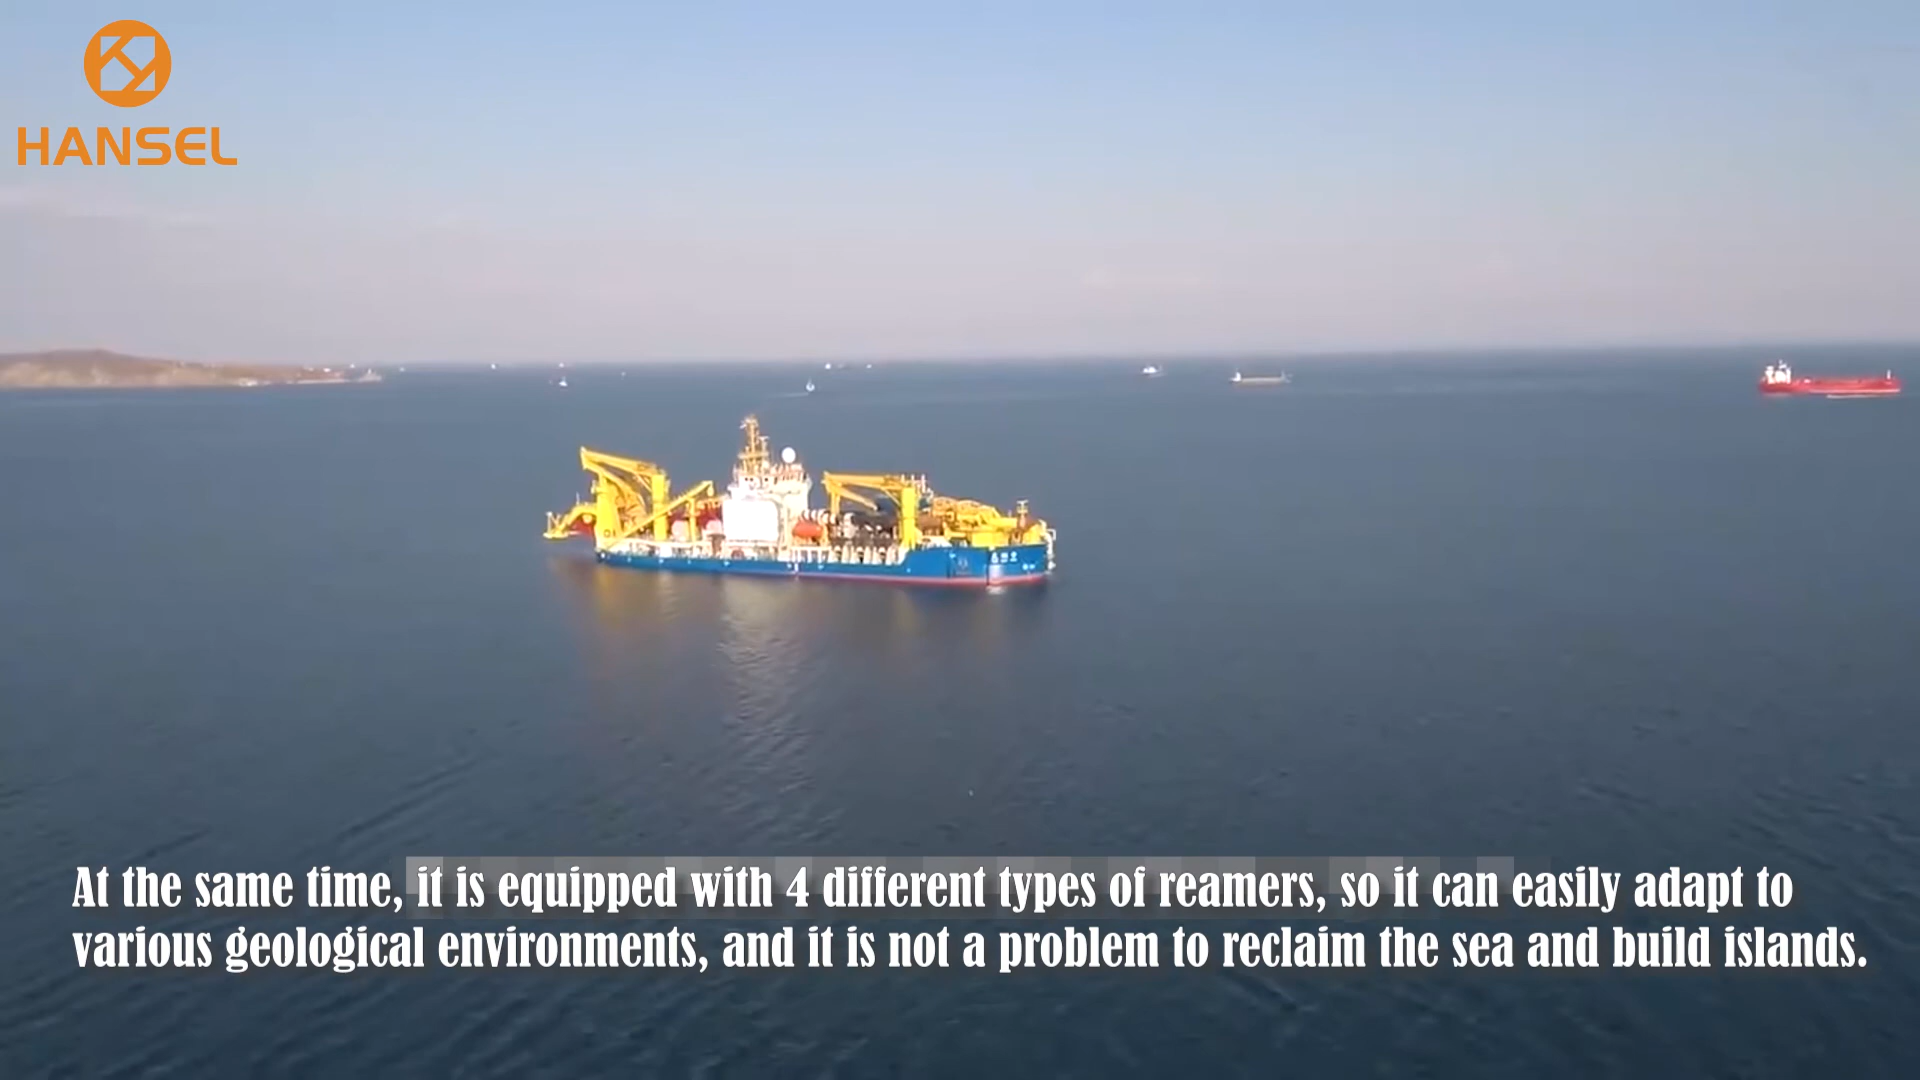 HANSEL
At the same time, it is equipped with 4 different types of reamers, so it can easily adapt to
various geological environments, and it is not a problem to reclaim the sea and build islands.